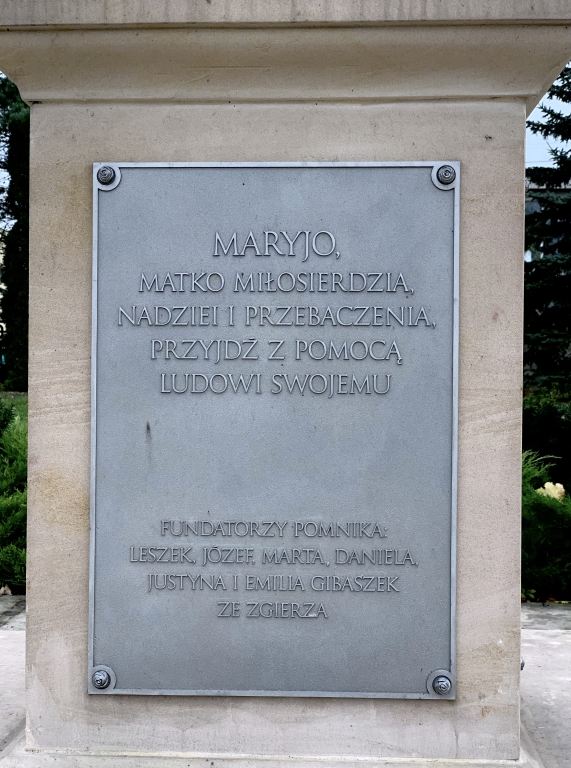 MARYJO,
MATKO MIŁOSIERDZIA,
NADZIEI I PRZEBACZENIA,
PRZYJDŹ Z POMOCĄ
LUDOWI SWOJEMU
FUNDATORZY POMNIKA:
LESZEK, JÓZEF, MARTA, DANIELA,
JUSTYNA I EMILIA GIBASZEK
ZE ZGIERZA